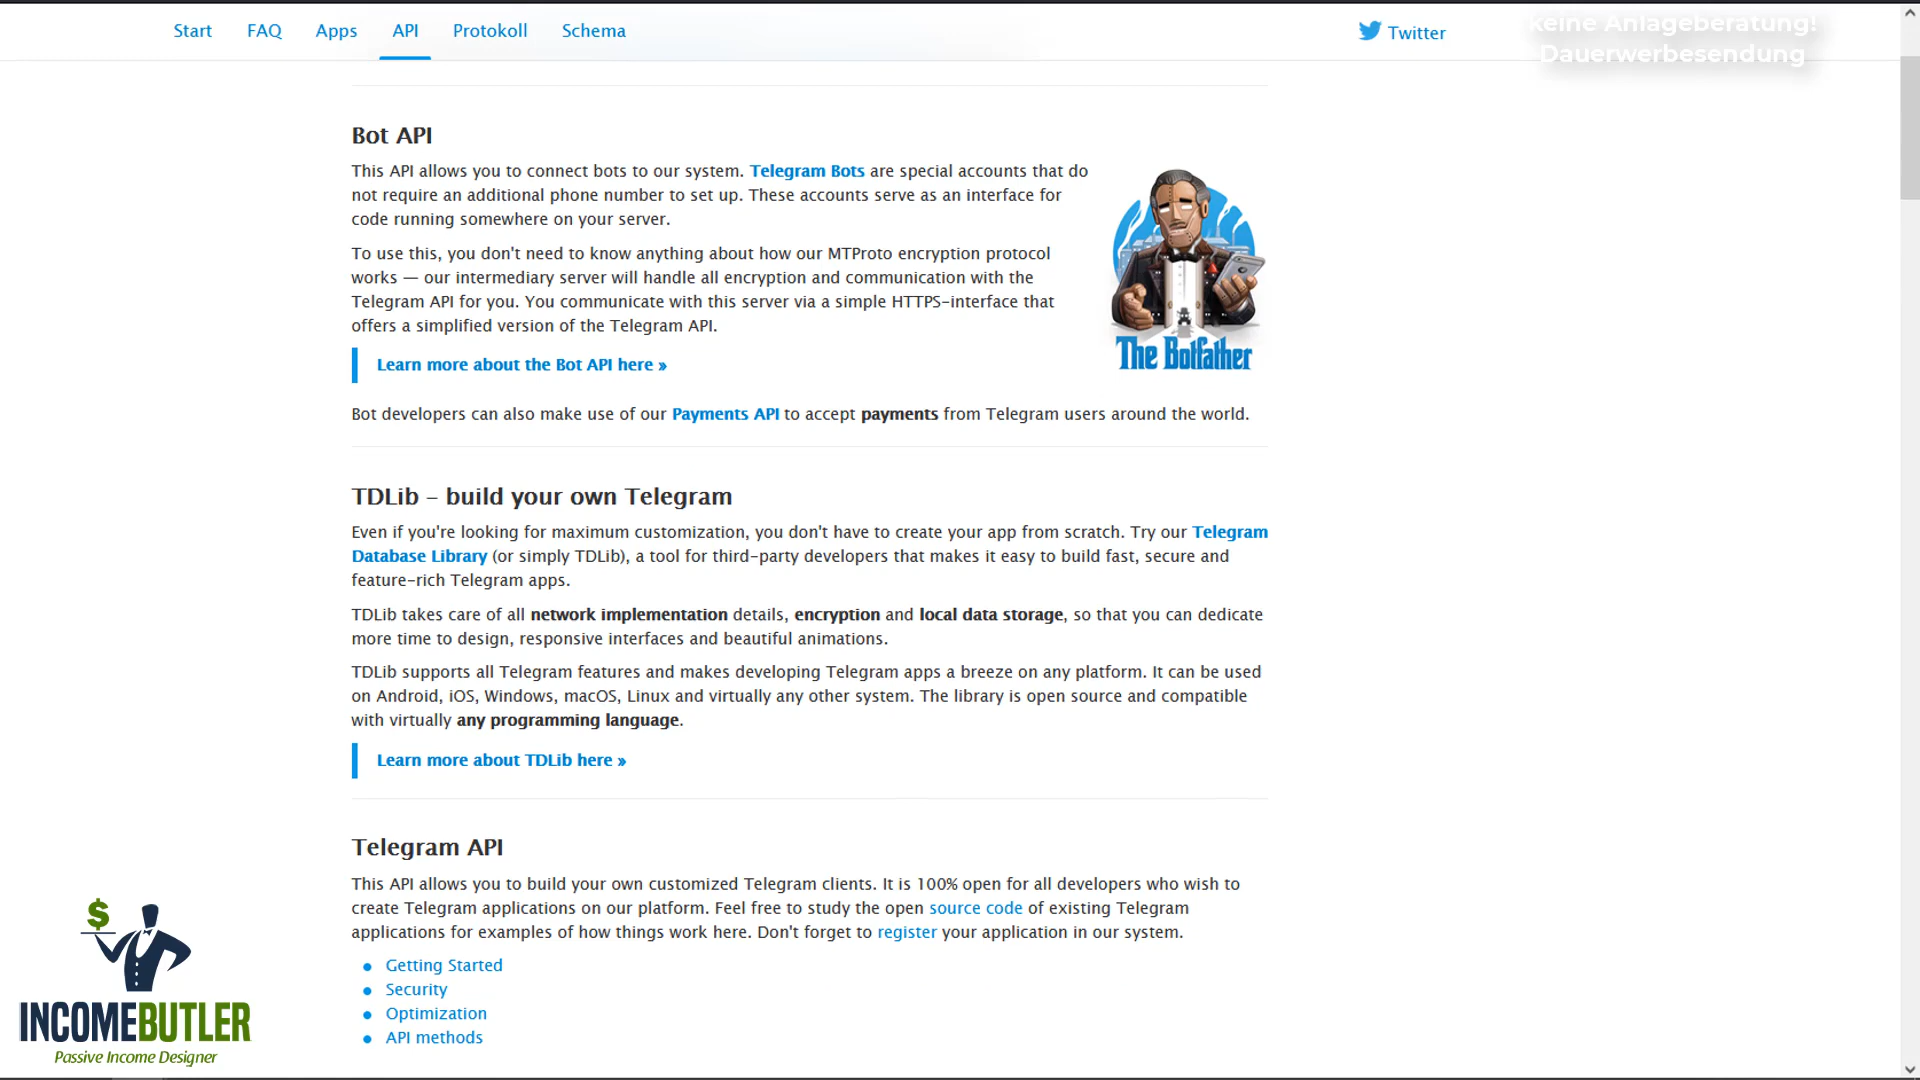 Start FAQ Apps API Protokoll Schema Twitter
keine Anlageberatung!
Dauerwerbesendung
Bot API
This API allows you to connect bots to our system. Telegram Bots are special accounts that do
not require an additional phone number to set up. These accounts serve as an interface for
code running somewhere on your server.
To use this, you don't need to know anything about how our MTProto encryption protocol
works — our intermediary server will handle all encryption and communication with the
Telegram API for you. You communicate with this server via a simple HTTPS-interface that
offers a simplified version of the Telegram API.
The Botfather
Learn more about the Bot API here »
Bot developers can also make use of our Payments API to accept payments from Telegram users around the world.
TDLib – build your own Telegram
Even if you're looking for maximum customization, you don't have to create your app from scratch. Try our Telegram
Database Library (or simply TDLib), a tool for third-party developers that makes it easy to build fast, secure and
feature-rich Telegram apps.
TDLib takes care of all network implementation details, encryption and local data storage, so that you can dedicate
more time to design, responsive interfaces and beautiful animations.
TDLib supports all Telegram features and makes developing Telegram apps a breeze on any platform. It can be used
on Android, iOS, Windows, macOS, Linux and virtually any other system. The library is open source and compatible
with virtually any programming language.
Learn more about TDLib here »
Telegram API
This API allows you to build your own customized Telegram clients. It is 100% open for all developers who wish to
create Telegram applications on our platform. Feel free to study the open source code of existing Telegram
applications for examples of how things work here. Don't forget to register your application in our system.
Getting Started
Security
Optimization
API methods
$
INCOMEBUTLER
Passive Income Designer